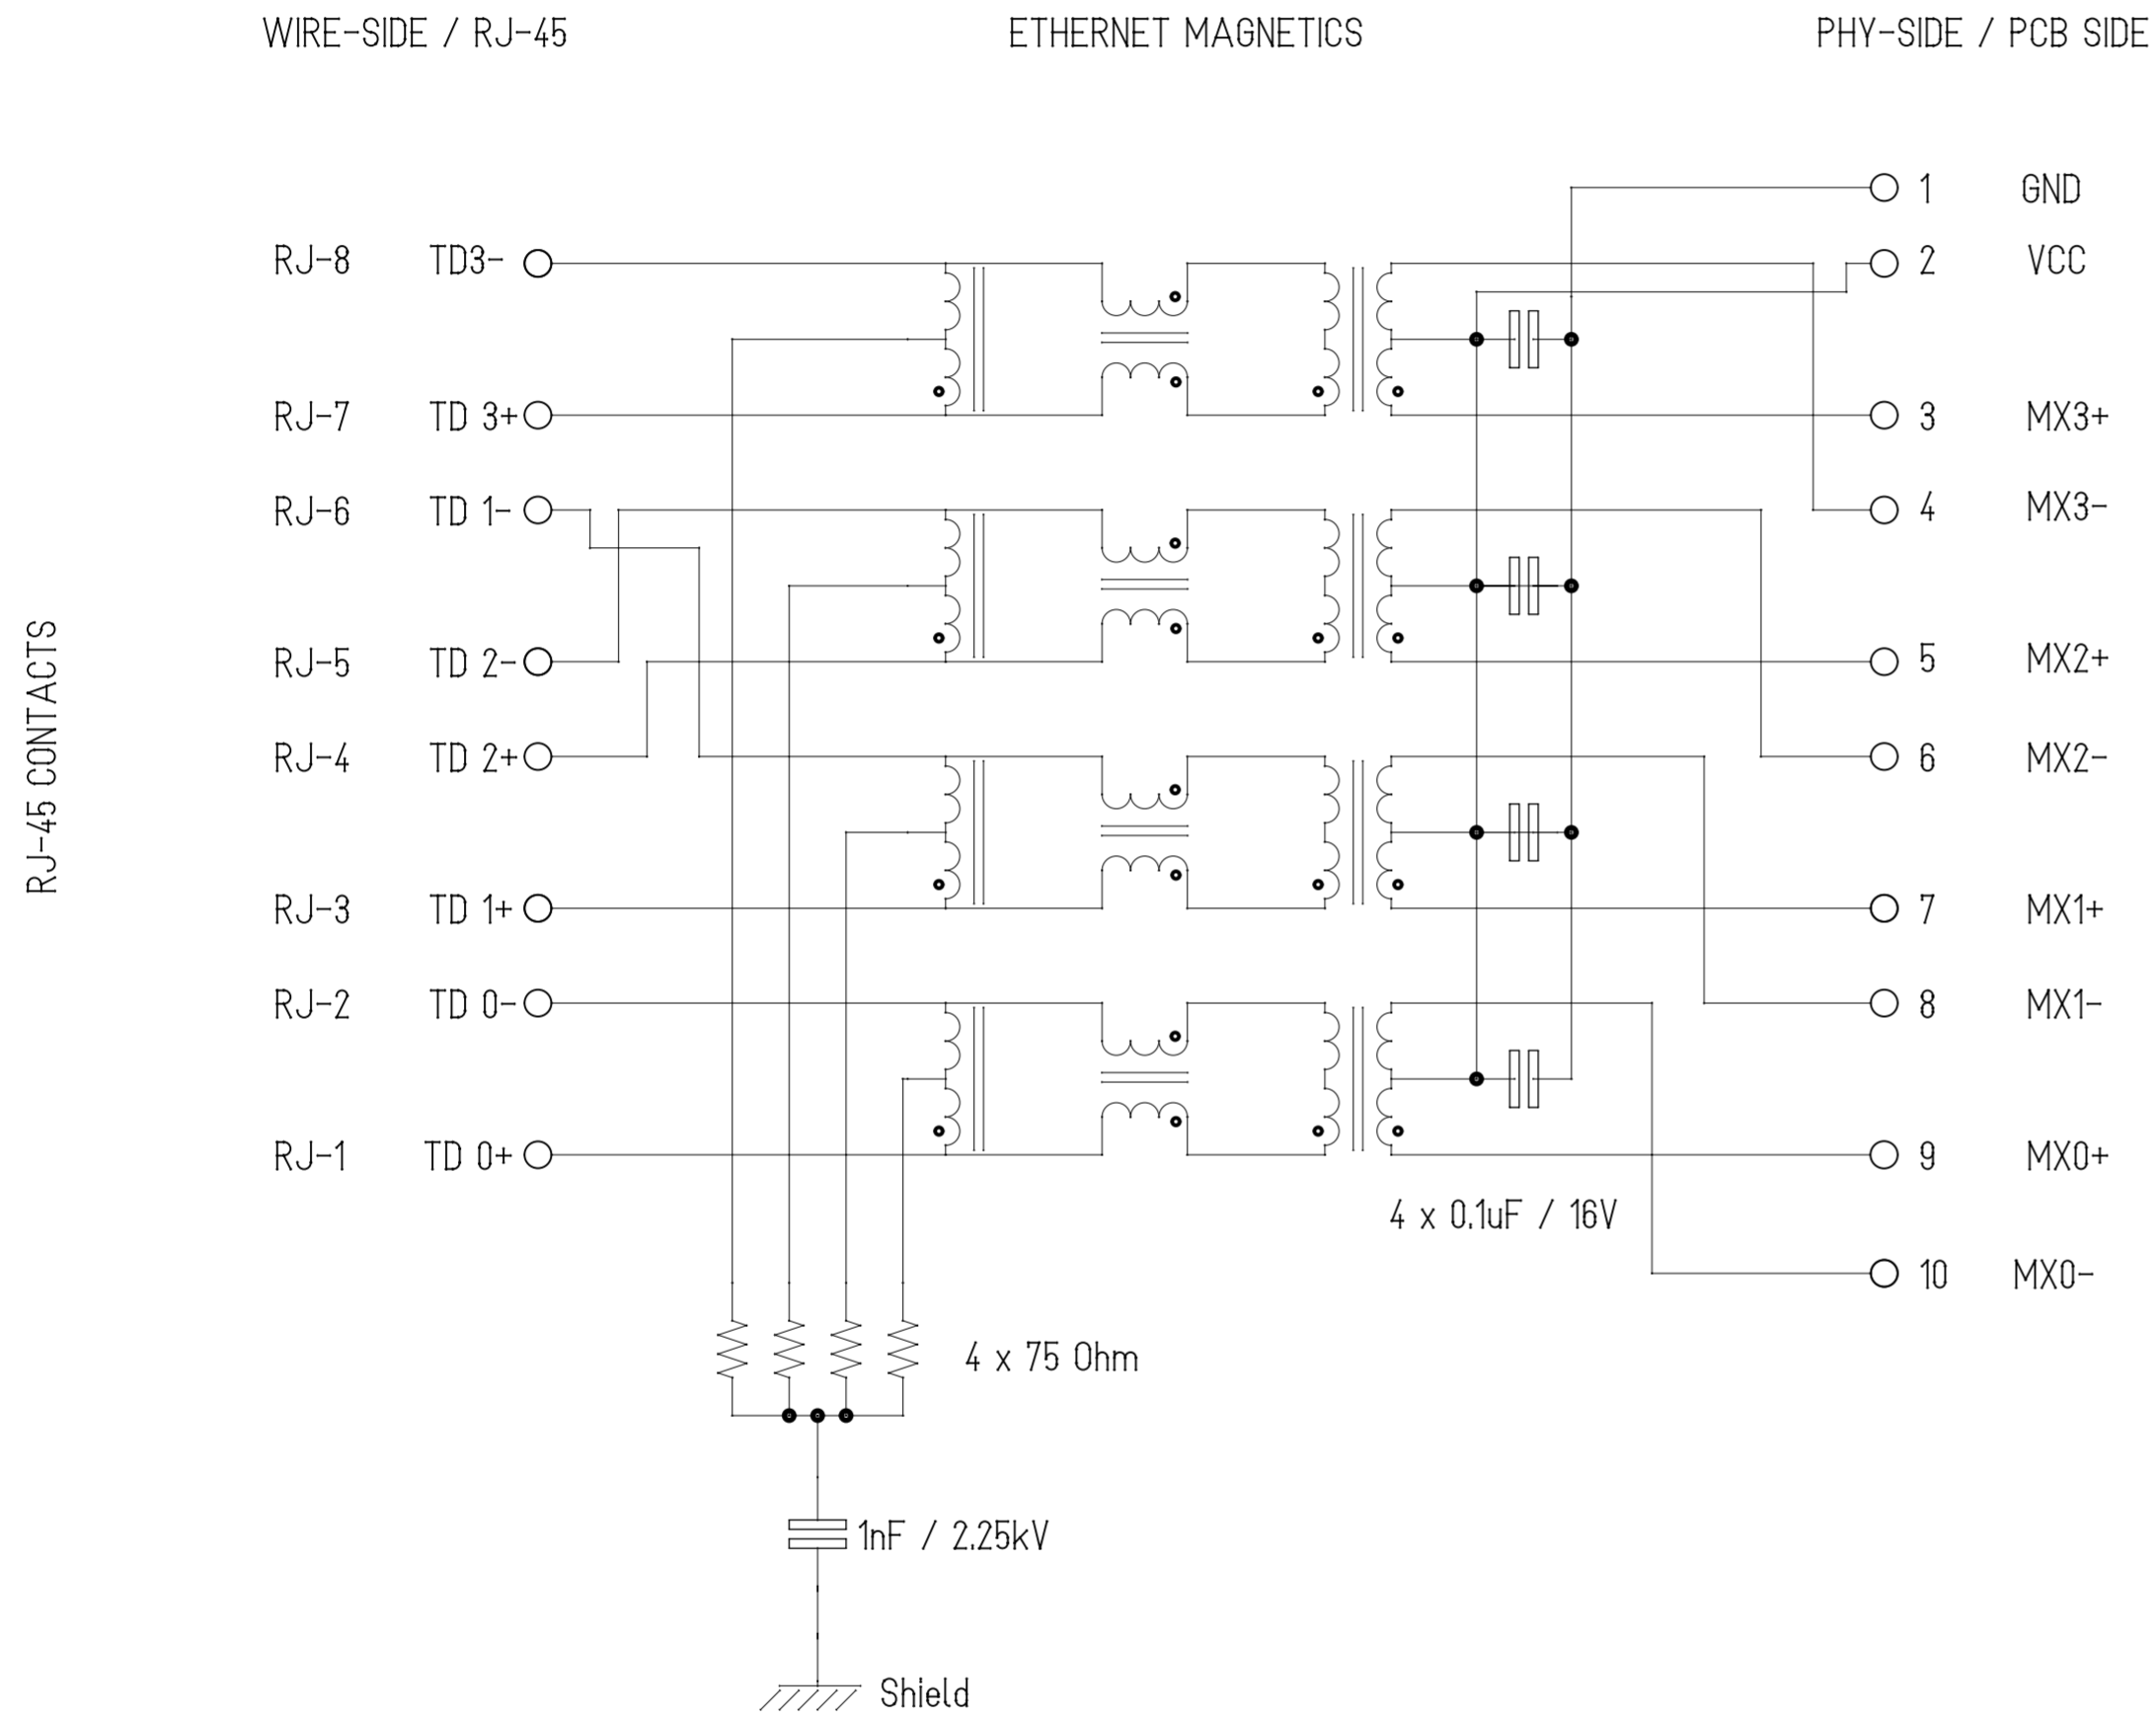 WIRE-SIDE / RJ-45 ETHERNET MAGNETICS PHY-SIDE / PCB SIDE
1 GND
RJ-8 TD3- 2 VCC
RJ-7 TD 3+ 3 MX3+
RJ-6 TD 1- 4 MX3-
RJ-5 TD 2- 5 MX2+
RJ-4 TD 2+ 6 MX2-
RJ-45 CONTACTS
RJ-3 TD 1+ 7 MX1+
RJ-2 TD 0- 8 MX1-
RJ-1 TD 0+ 9 MX0+
4 x 0.1uF / 16V
10 MX0-
4 x 75 Ohm
1nF / 2.25kV
Shield